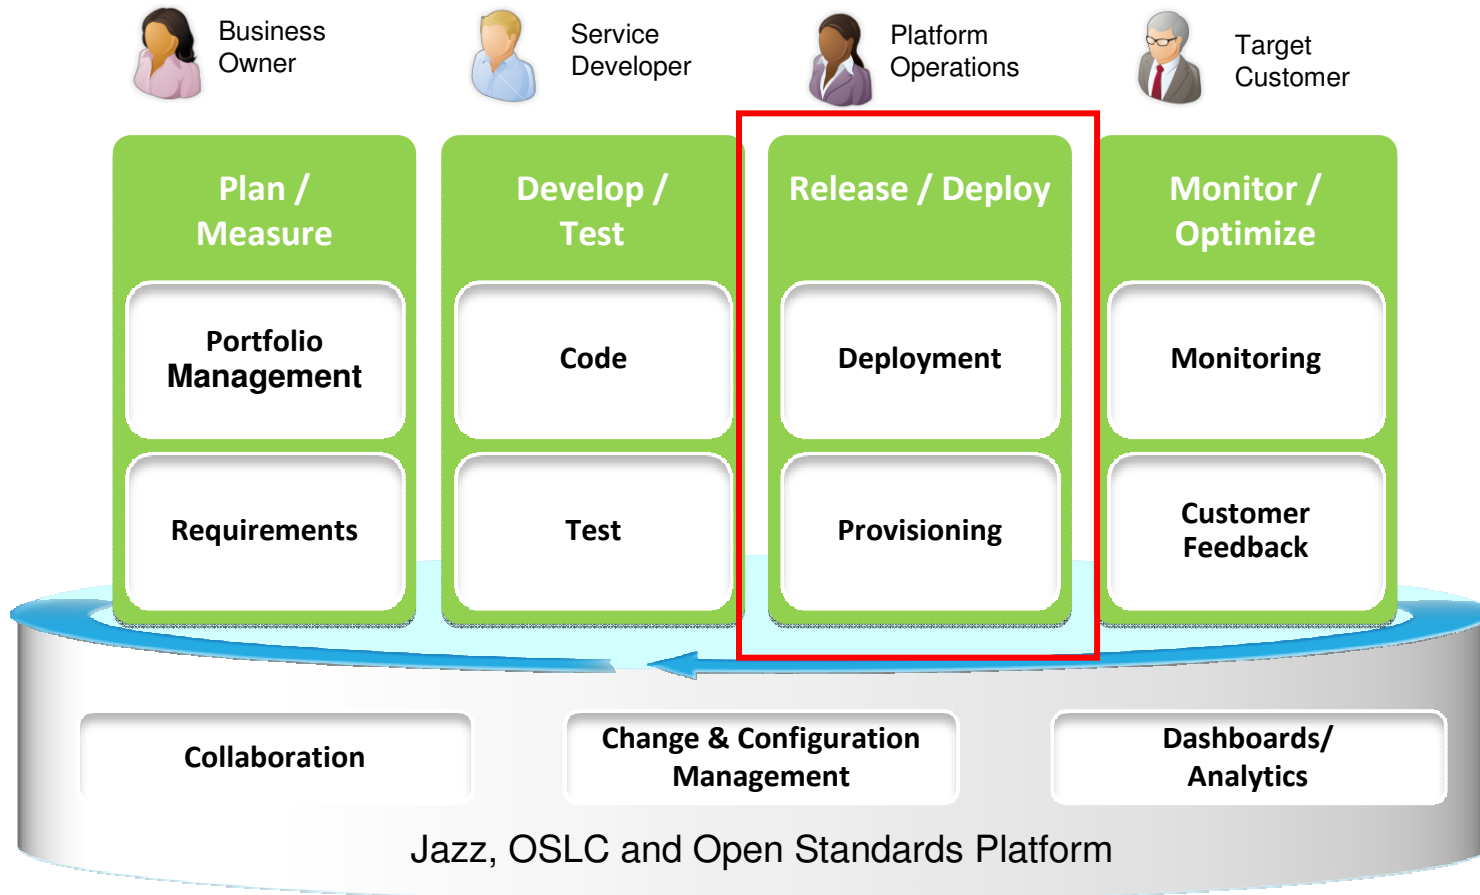 Business
Owner
Service
Developer
Platform
Operations
Target
Customer
Plan /
Measure
Develop /
Test
Release / Deploy
Monitor /
Optimize
Portfolio
Management
Code
Deployment
Monitoring
Requirements
Test
Provisioning
Customer
Feedback
Collaboration
Change & Configuration
Management
Dashboards/
Analytics
Jazz, OSLC and Open Standards Platform